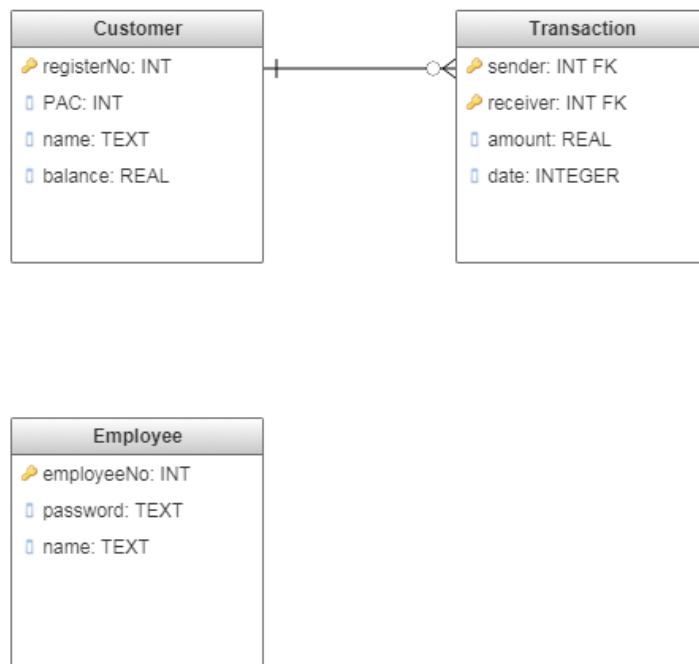 Customer
registerNo: INT
PAC: INT
name: TEXT
balance: REAL
Transaction
sender: INT FK
receiver: INT FK
amount: REAL
date: INTEGER
Employee
employeeNo: INT
password: TEXT
name: TEXT